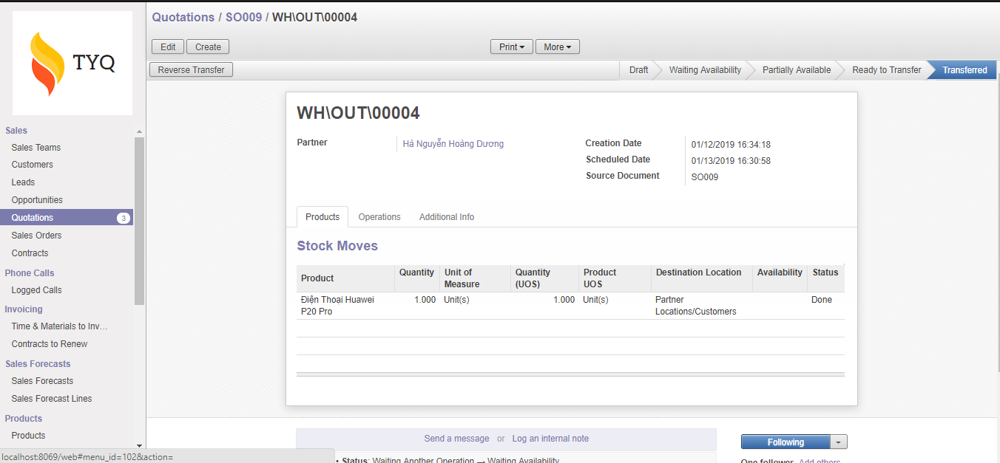 TYQ
Sales
Sales Teams
Customers
Leads
Opportunities
Quotations 3
Sales Orders
Contracts
Phone Calls
Logged Calls
Invoicing
Time & Materials to Inv…
Contracts to Renew
Sales Forecasts
Sales Forecasts
Sales Forecast Lines
Products
Products
localhost:8069/web#menu_id=102&action=
Quotations / SO009 / WH\OUT\00004
Edit Create Print More
Reverse Transfer Draft Waiting Availability Partially Available Ready to Transfer Transferred
WH\OUT\00004
Partner Hà Nguyễn Hoàng Dương
Creation Date 01/12/2019 16:34:18
Scheduled Date 01/13/2019 16:30:58
Source Document SO009
Products Operations Additional Info
Stock Moves
Product Quantity Unit of Measure Quantity (UOS) Product UOS Destination Location Availability Status
Điện Thoại Huawei P20 Pro 1.000 Unit(s) 1.000 Unit(s) Partner Locations/Customers Done
Send a message or Log an internal note
Following
• Status: Waiting Another Operation → Waiting Availability
One follower Add others